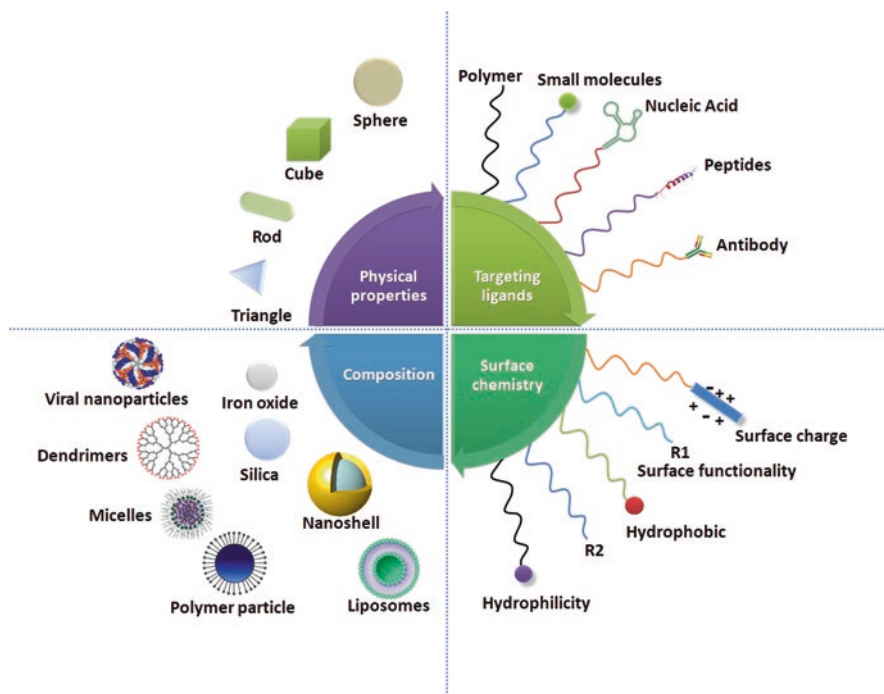 Sphere
Cube
Rod
Triangle
Physical
properties
Polymer
Small molecules
Nucleic Acid
Peptides
Antibody
Targeting
ligands
Composition
Viral nanoparticles
Iron oxide
Dendrimers
Silica
Micelles
Nanoshell
Polymer particle
Liposomes
Surface
chemistry
- + +
+ - +
Surface charge
R1
Surface functionality
Hydrophobic
R2
Hydrophilicity